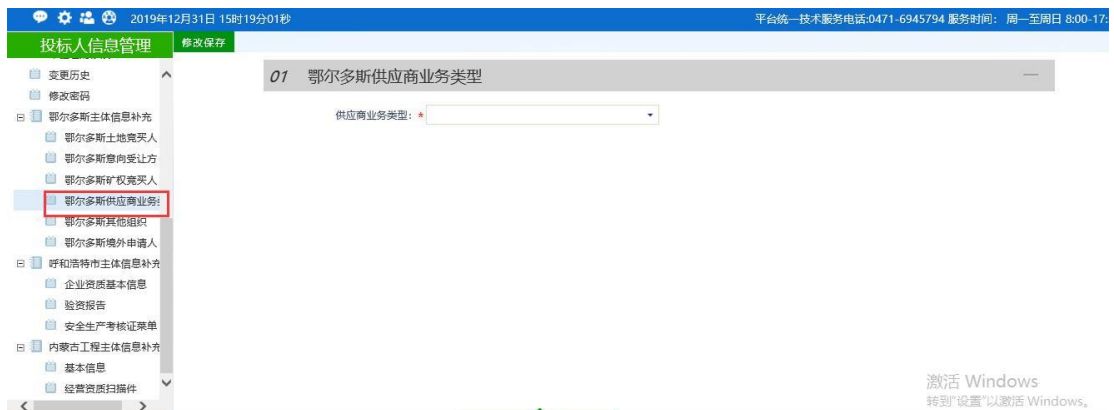 2019年12月31日 15时19分01秒
平台统一技术服务电话:0471-6945794 服务时间: 周一至周日 8:00-17:
投标人信息管理
修改保存
变更历史
修改密码
鄂尔多斯主体信息补充
鄂尔多斯土地竞买人
鄂尔多斯意向受让方
鄂尔多斯矿权竞买人
鄂尔多斯供应商业务
鄂尔多斯其他组织
鄂尔多斯境外申请人
呼和浩特市主体信息补充
企业资质基本信息
验资报告
安全生产考核证菜单
内蒙古工程主体信息补充
基本信息
经营资质扫描件
01 鄂尔多斯供应商业务类型
供应商业务类型: *
激活 Windows
转到"设置"以激活 Windows。